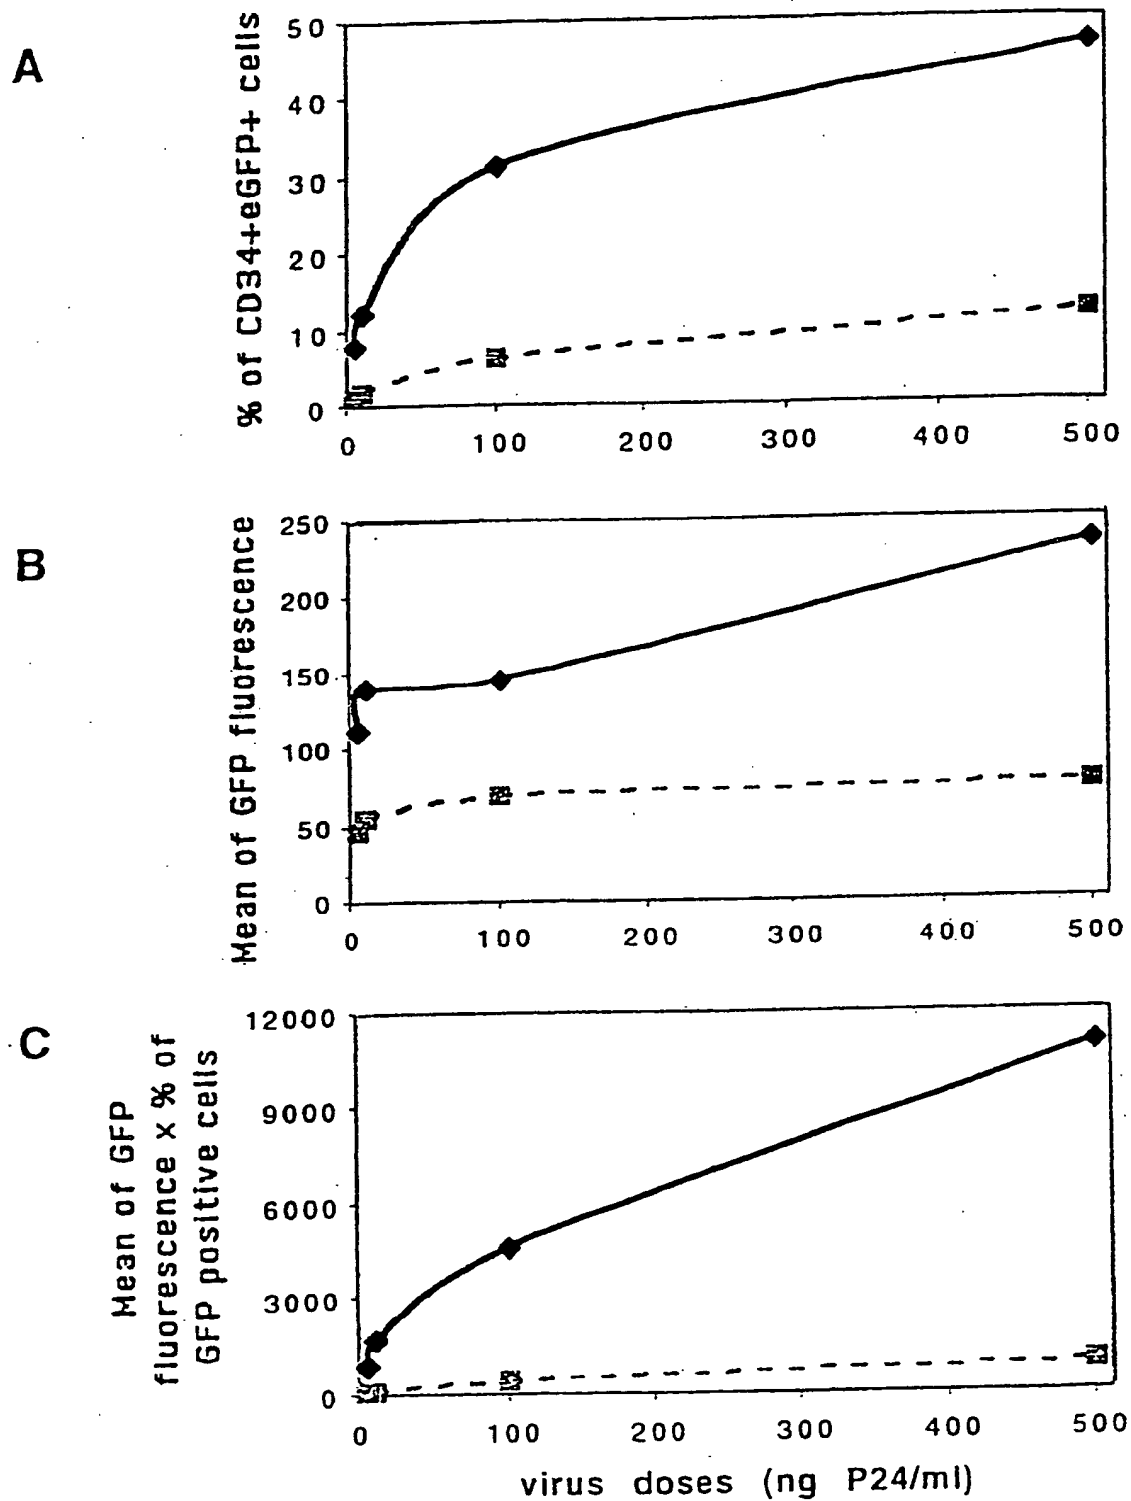 A
% of CD34+eGFP+ cells
50
40
30
20
10
0
0 100 200 300 400 500
B
Mean of GFP fluorescence
250
200
150
100
50
0
0 100 200 300 400 500
C
Mean of GFP
fluorescence x % of
GFP positive cells
12000
9000
6000
3000
0
0 100 200 300 400 500
virus doses (ng P24/ml)